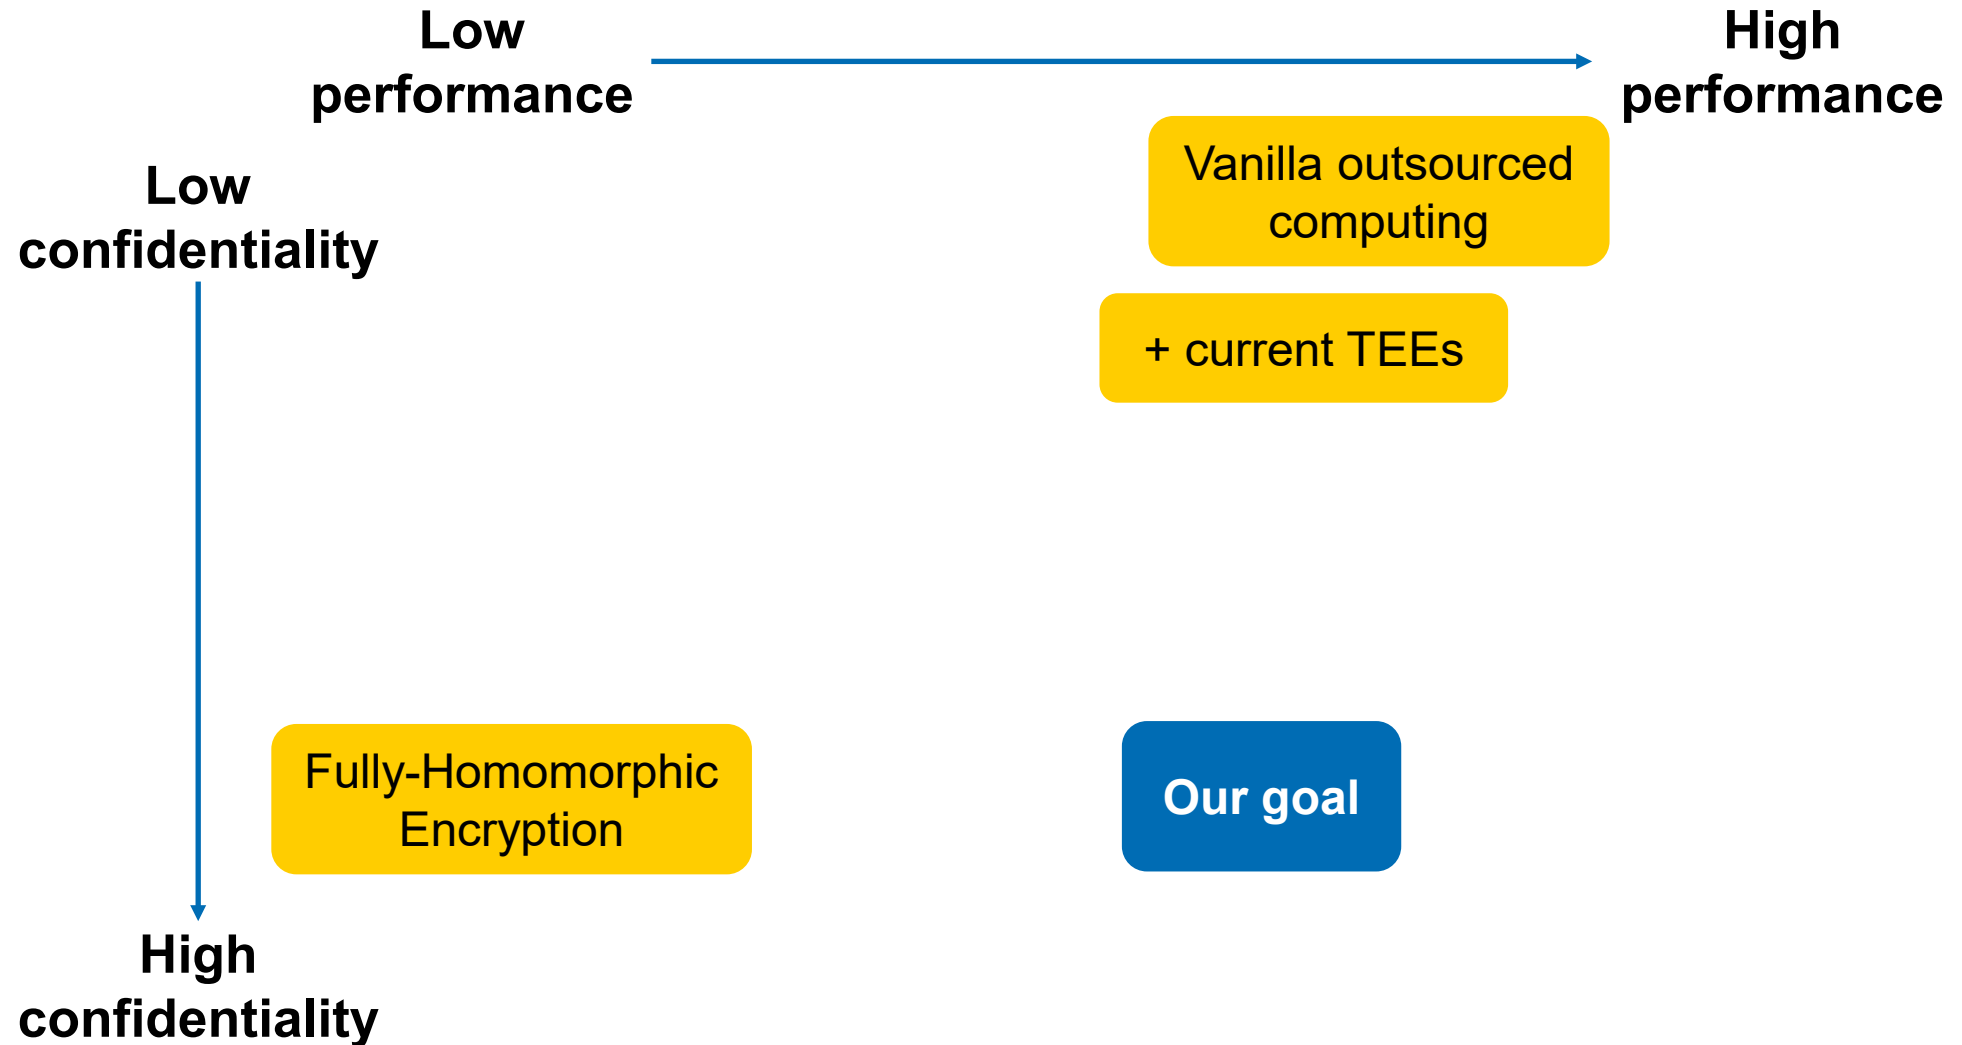 Low
performance
High
performance
Low
confidentiality
Vanilla outsourced
computing
+ current TEEs
Fully-Homomorphic
Encryption
Our goal
High
confidentiality